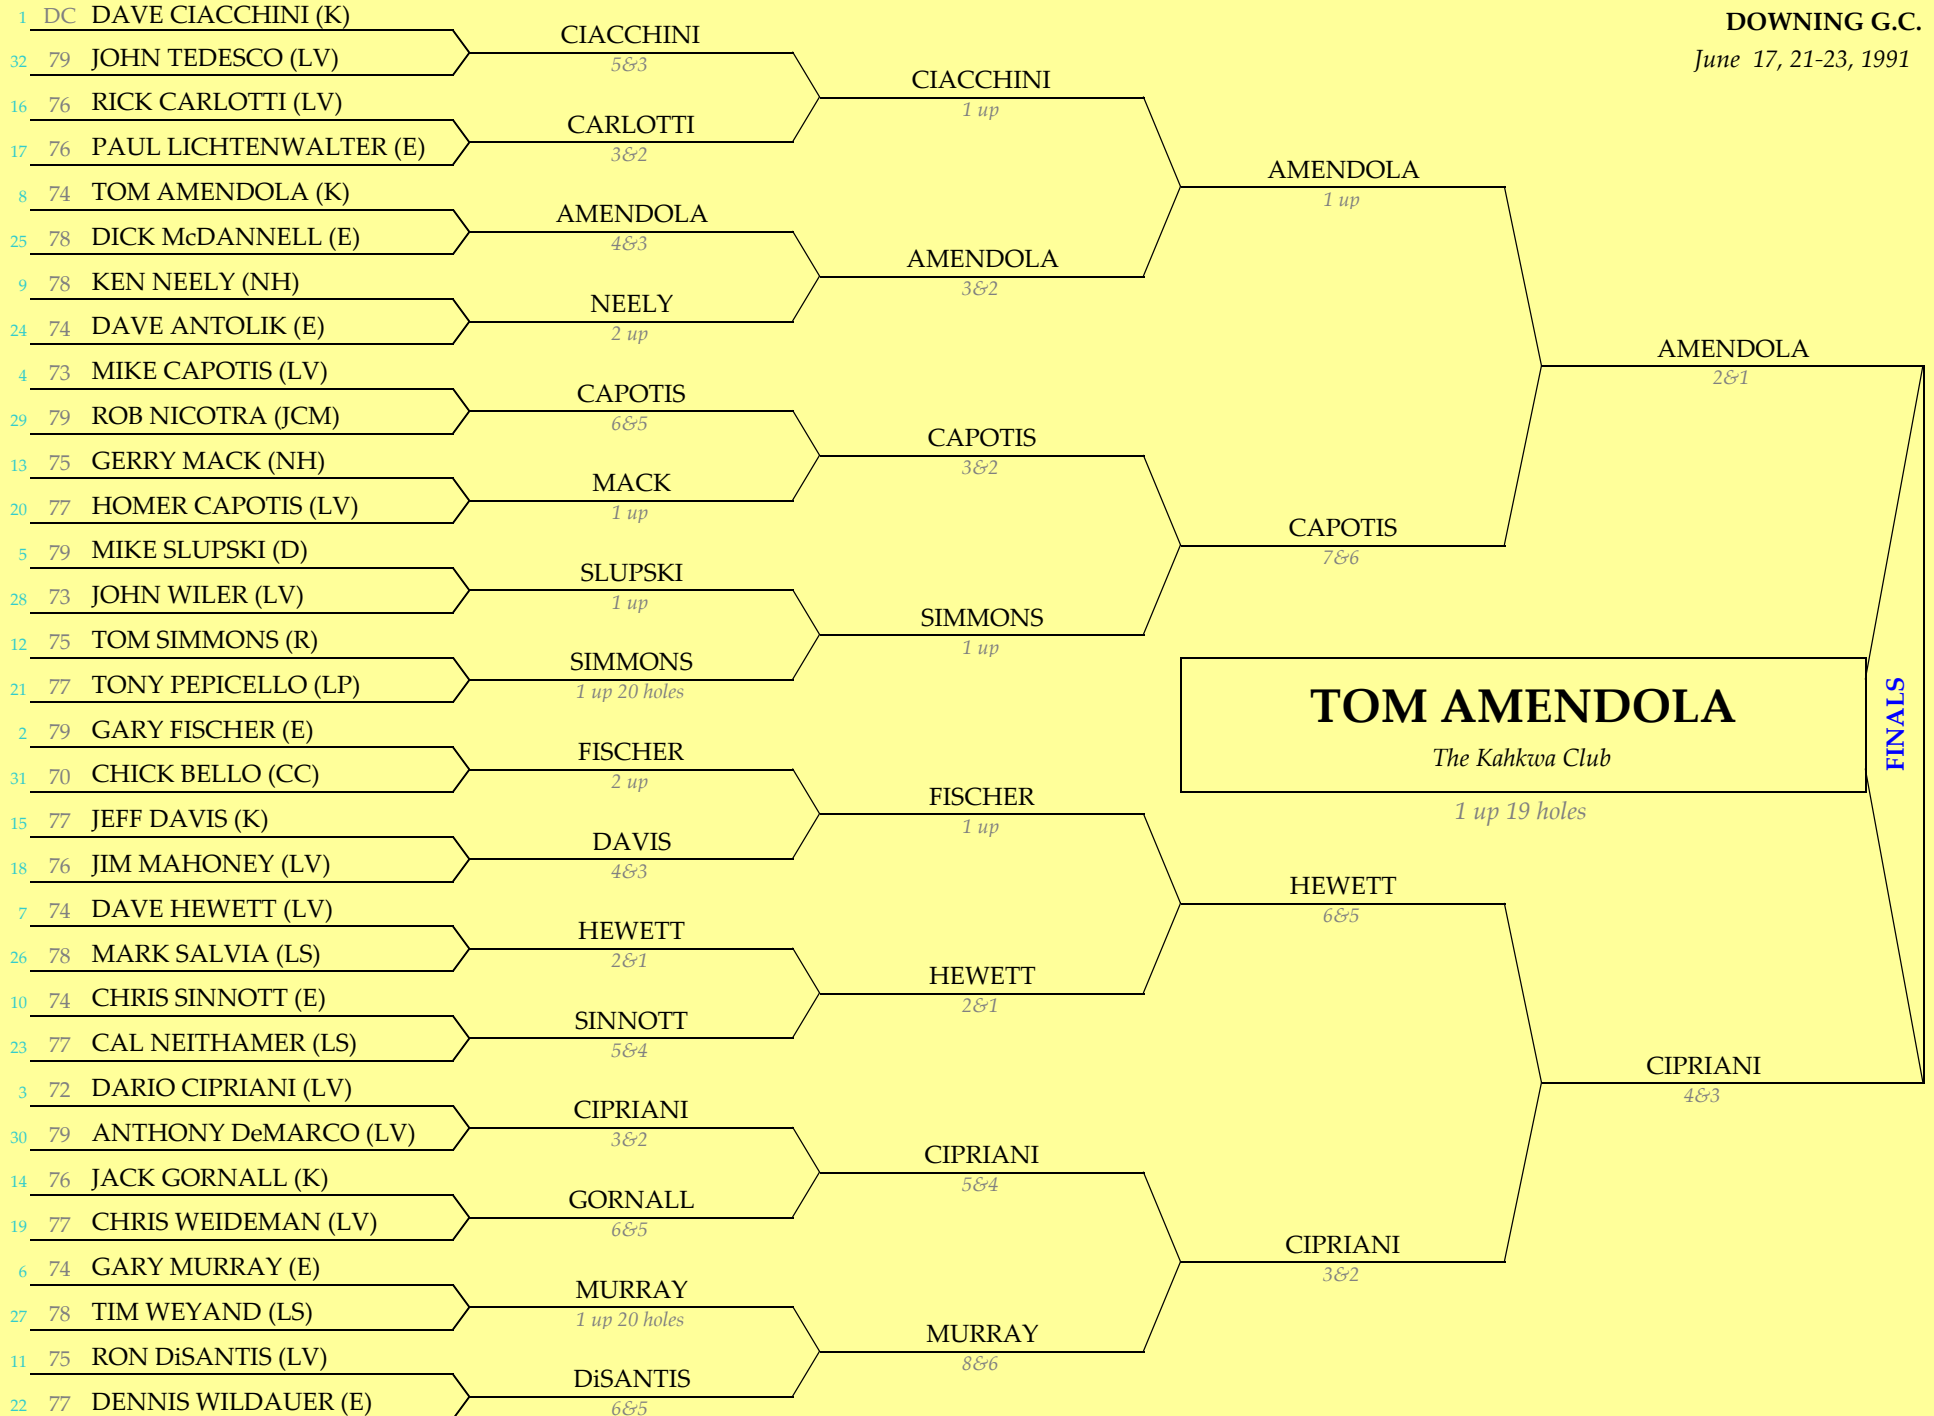 DOWNING G.C.
June 17, 21-23, 1991
1 DC DAVE CIACCHINI (K)
32 79 JOHN TEDESCO (LV)
16 76 RICK CARLOTTI (LV)
17 76 PAUL LICHTENWALTER (E)
8 74 TOM AMENDOLA (K)
25 78 DICK McDANNELL (E)
9 78 KEN NEELY (NH)
24 74 DAVE ANTOLIK (E)
4 73 MIKE CAPOTIS (LV)
29 79 ROB NICOTRA (JCM)
13 75 GERRY MACK (NH)
20 77 HOMER CAPOTIS (LV)
5 79 MIKE SLUPSKI (D)
28 73 JOHN WILER (LV)
12 75 TOM SIMMONS (R)
21 77 TONY PEPICELLO (LP)
2 79 GARY FISCHER (E)
31 70 CHICK BELLO (CC)
15 77 JEFF DAVIS (K)
18 76 JIM MAHONEY (LV)
7 74 DAVE HEWETT (LV)
26 78 MARK SALVIA (LS)
10 74 CHRIS SINNOTT (E)
23 77 CAL NEITHAMER (LS)
3 72 DARIO CIPRIANI (LV)
30 79 ANTHONY DeMARCO (LV)
14 76 JACK GORNALL (K)
19 77 CHRIS WEIDEMAN (LV)
6 74 GARY MURRAY (E)
27 78 TIM WEYAND (LS)
11 75 RON DiSANTIS (LV)
22 77 DENNIS WILDAUER (E)
CIACCHINI
5&3
CARLOTTI
3&2
AMENDOLA
4&3
NEELY
2 up
CAPOTIS
6&5
MACK
1 up
SLUPSKI
1 up
SIMMONS
1 up 20 holes
FISCHER
2 up
DAVIS
4&3
HEWETT
2&1
SINNOTT
5&4
CIPRIANI
3&2
GORNALL
6&5
MURRAY
1 up 20 holes
DiSANTIS
6&5
CIACCHINI
1 up
AMENDOLA
3&2
CAPOTIS
3&2
SIMMONS
1 up
FISCHER
1 up
HEWETT
2&1
CIPRIANI
5&4
MURRAY
8&6
AMENDOLA
1 up
CAPOTIS
7&6
HEWETT
6&5
CIPRIANI
3&2
AMENDOLA
2&1
CIPRIANI
4&3
TOM AMENDOLA
The Kahkwa Club
1 up 19 holes
FINALS